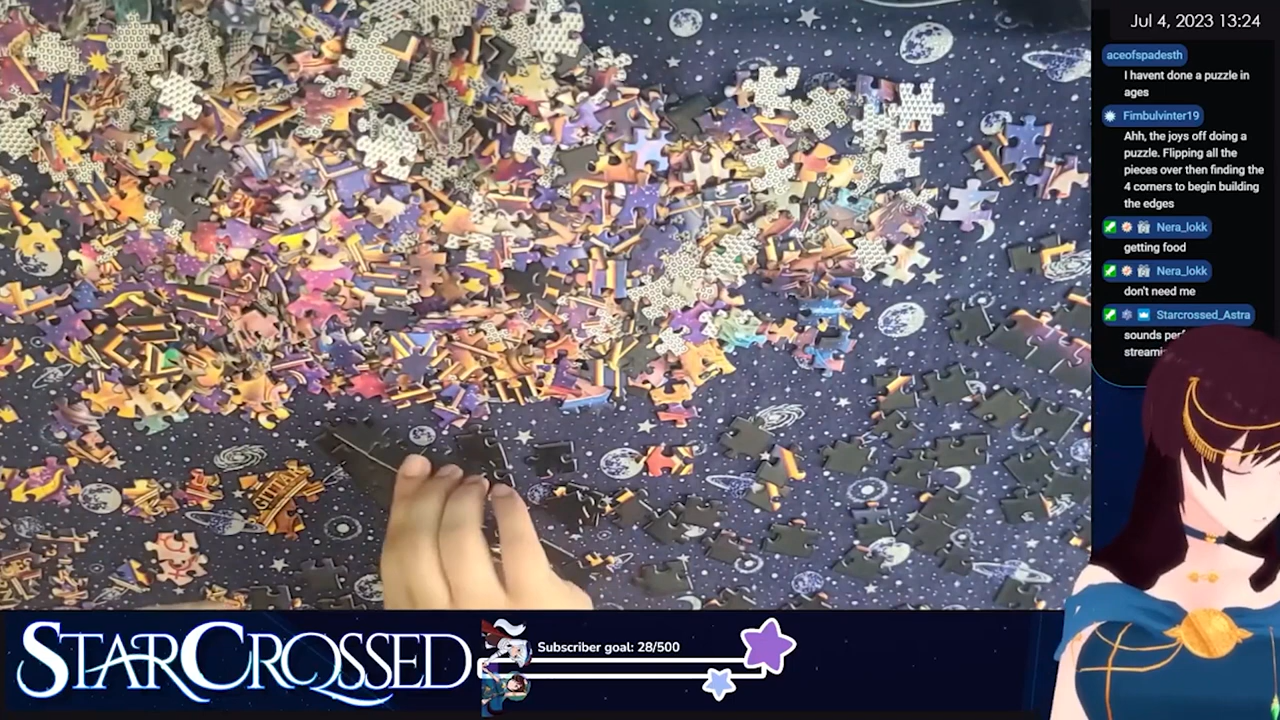 Jul 4, 2023 13:24
aceofspadesth
I havent done a puzzle in
ages
Fimbulvinter19
Ahh, the joys off doing a
puzzle. Flipping all the
pieces over then finding the
4 corners to begin building
the edges
Nera_lokk
getting food
Nera_lokk
don't need me
Starcrossed_Astra
sounds
STARCROSSED
Subscriber goal: 28/500